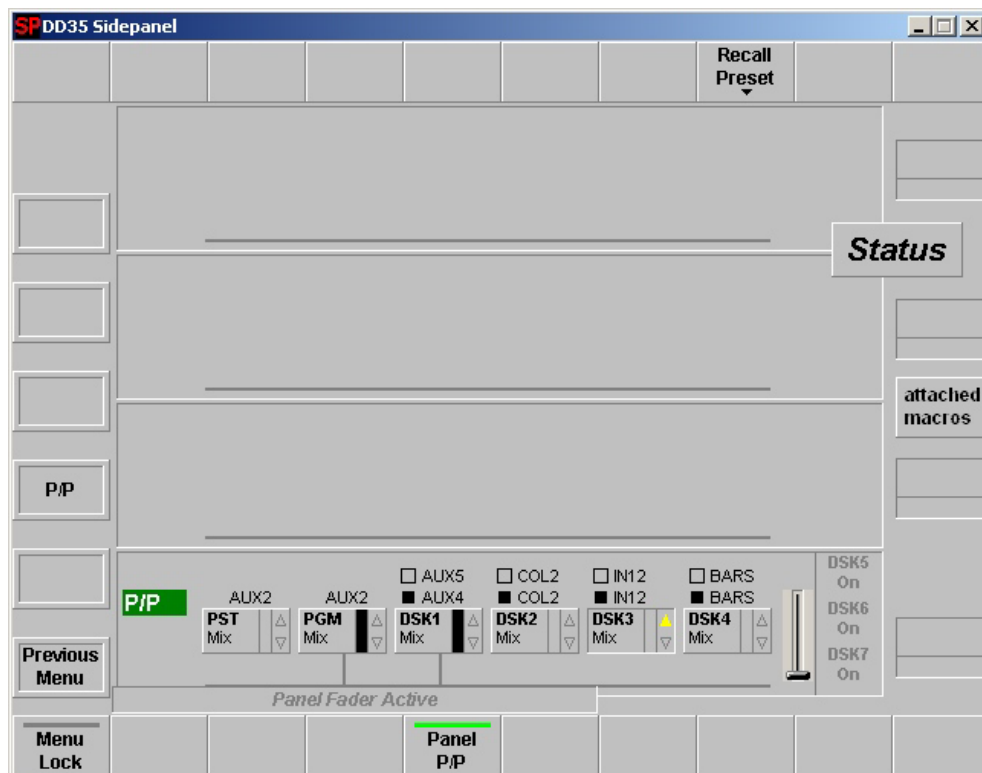 SP DD35 Sidepanel
Recall
Preset
Status
attached
macros
P/P
DSK5
On
AUX5 COL2 IN12 BARS
P/P
AUX2 AUX2 AUX4 COL2 IN12 BARS
DSK6
On
PST PGM DSK1 DSK2 DSK3 DSK4
Mix Mix Mix Mix Mix Mix
DSK7
On
Previous
Menu
Panel Fader Active
Menu
Lock
Panel
P/P